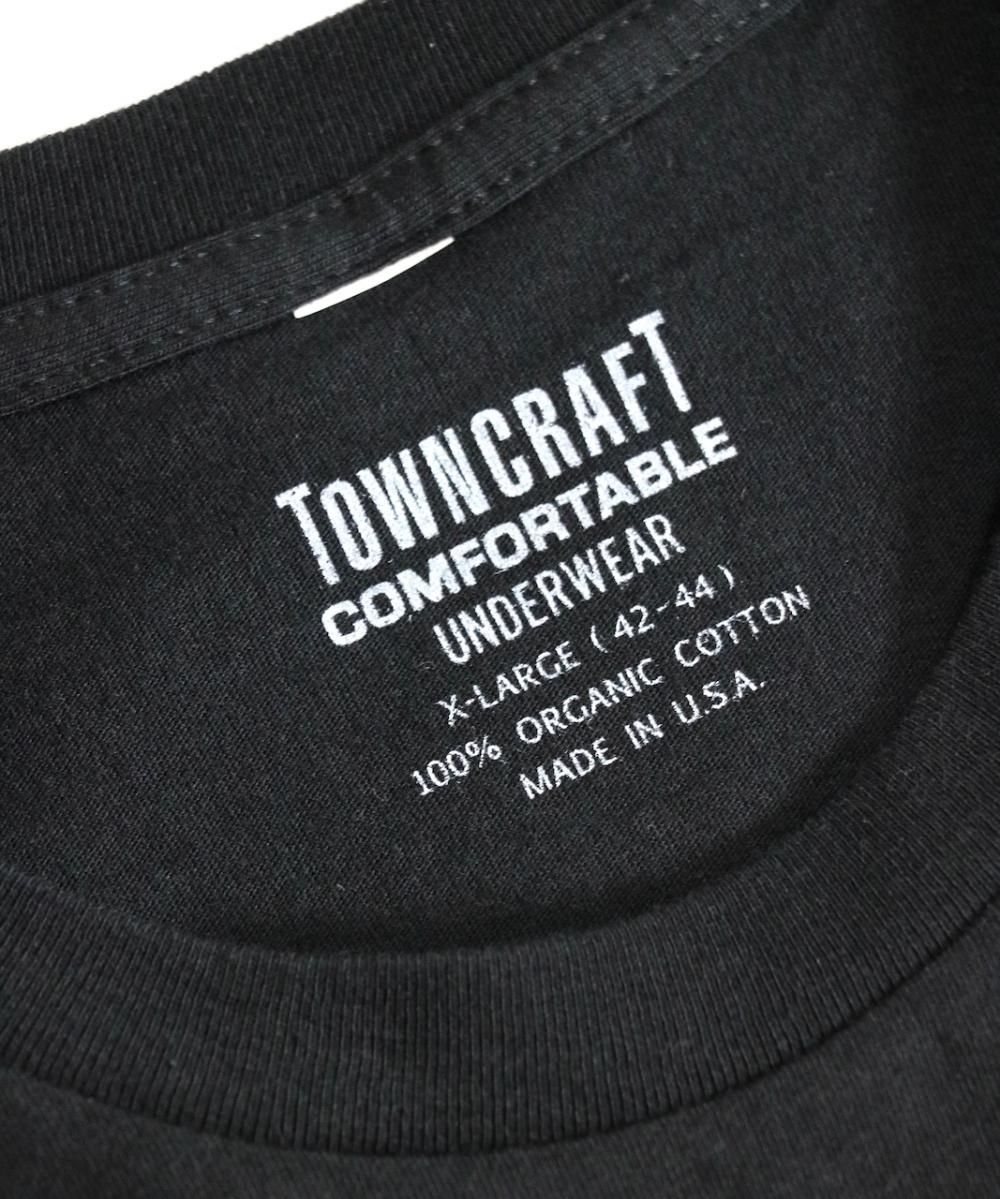 TOWNCRAFT
COMFORTABLE
UNDERWEAR
X-LARGE (42-44)
100% ORGANIC COTTON
MADE IN U.S.A.